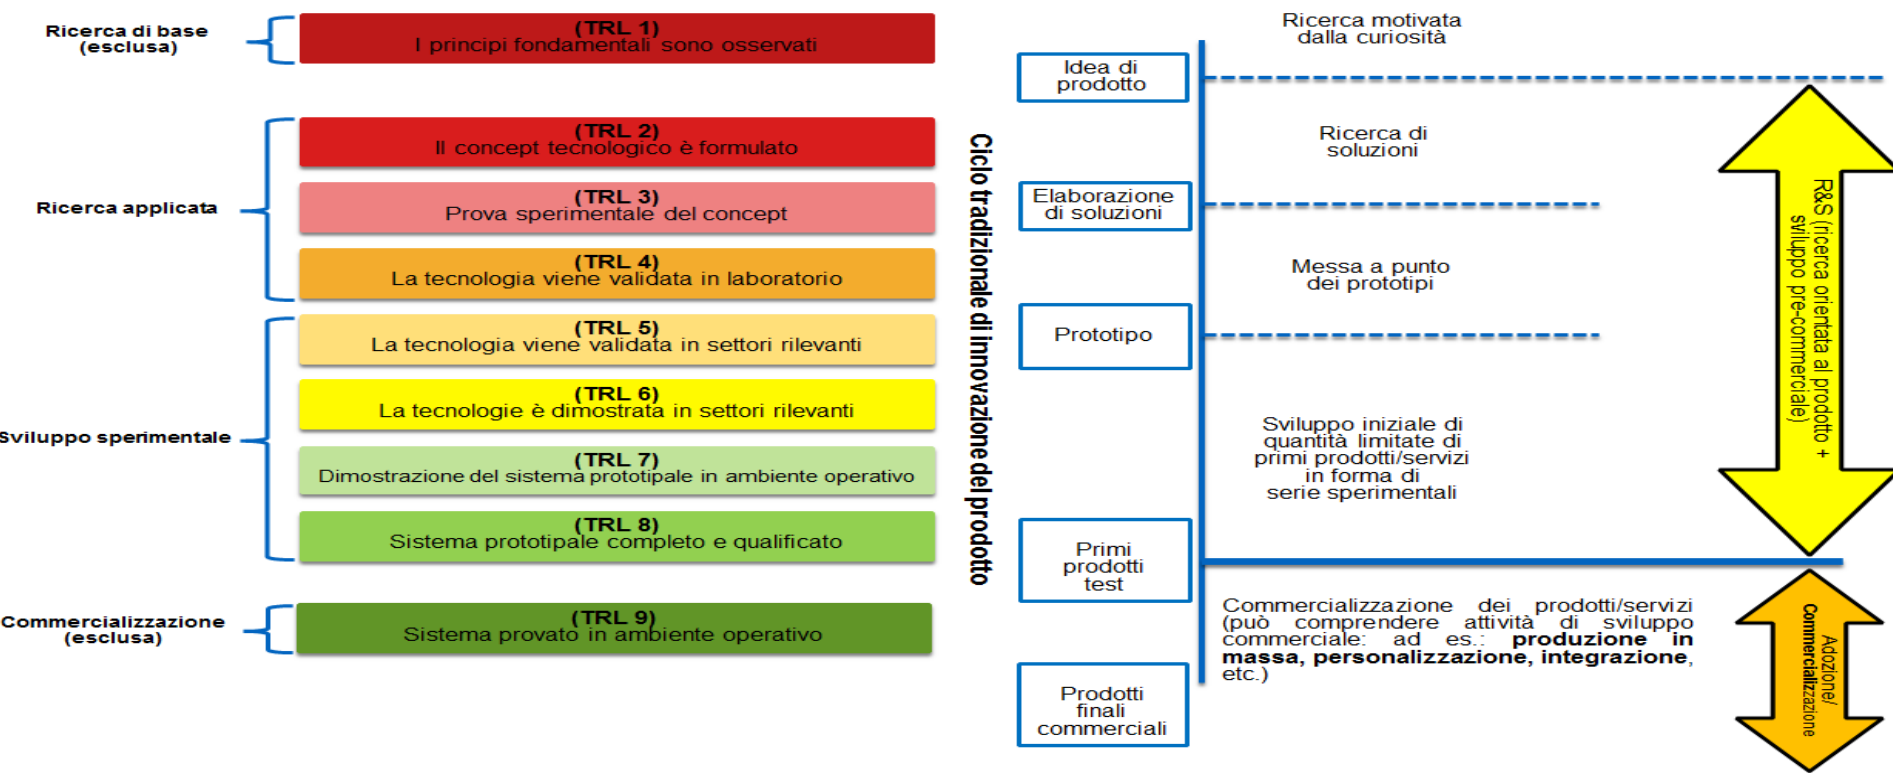 Ricerca di base
(esclusa)
(TRL 1)
I principi fondamentali sono osservati
Ricerca applicata
(TRL 2)
Il concept tecnologico è formulato
(TRL 3)
Prova sperimentale del concept
(TRL 4)
La tecnologia viene validata in laboratorio
Sviluppo sperimentale
(TRL 5)
La tecnologia viene validata in settori rilevanti
(TRL 6)
La tecnologie è dimostrata in settori rilevanti
(TRL 7)
Dimostrazione del sistema prototipale in ambiente operativo
(TRL 8)
Sistema prototipale completo e qualificato
Commercializzazione
(esclusa)
(TRL 9)
Sistema provato in ambiente operativo
Ciclo tradizionale di innovazione del prodotto
Idea di
prodotto
Elaborazione
di soluzioni
Prototipo
Primi
prodotti
test
Prodotti
finali
commerciali
Ricerca motivata
dalla curiosità
Ricerca di
soluzioni
Messa a punto
dei prototipi
Sviluppo iniziale di
quantità limitate di
primi prodotti/servizi
in forma di
serie sperimentali
Commercializzazione dei prodotti/servizi
(può comprendere attività di sviluppo
commerciale: ad es.: produzione in
massa, personalizzazione, integrazione,
etc.)
R&S (ricerca orientata al prodotto +
sviluppo pre-commerciale)
Adozione/
Commercializzazione